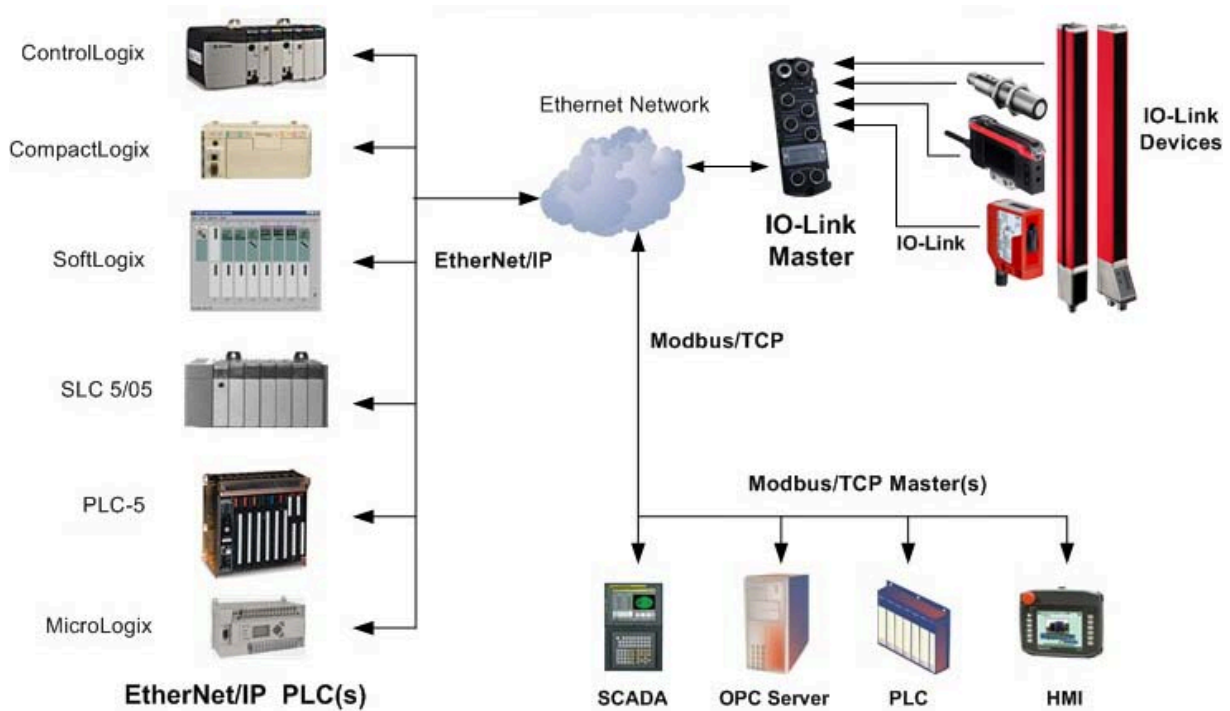 ControlLogix
CompactLogix
SoftLogix
SLC 5/05
PLC-5
MicroLogix
EtherNet/IP PLC(s)
EtherNet/IP
Ethernet Network
IO-Link
Master
IO-Link
IO-Link
Devices
Modbus/TCP
Modbus/TCP Master(s)
SCADA
OPC Server
PLC
HMI